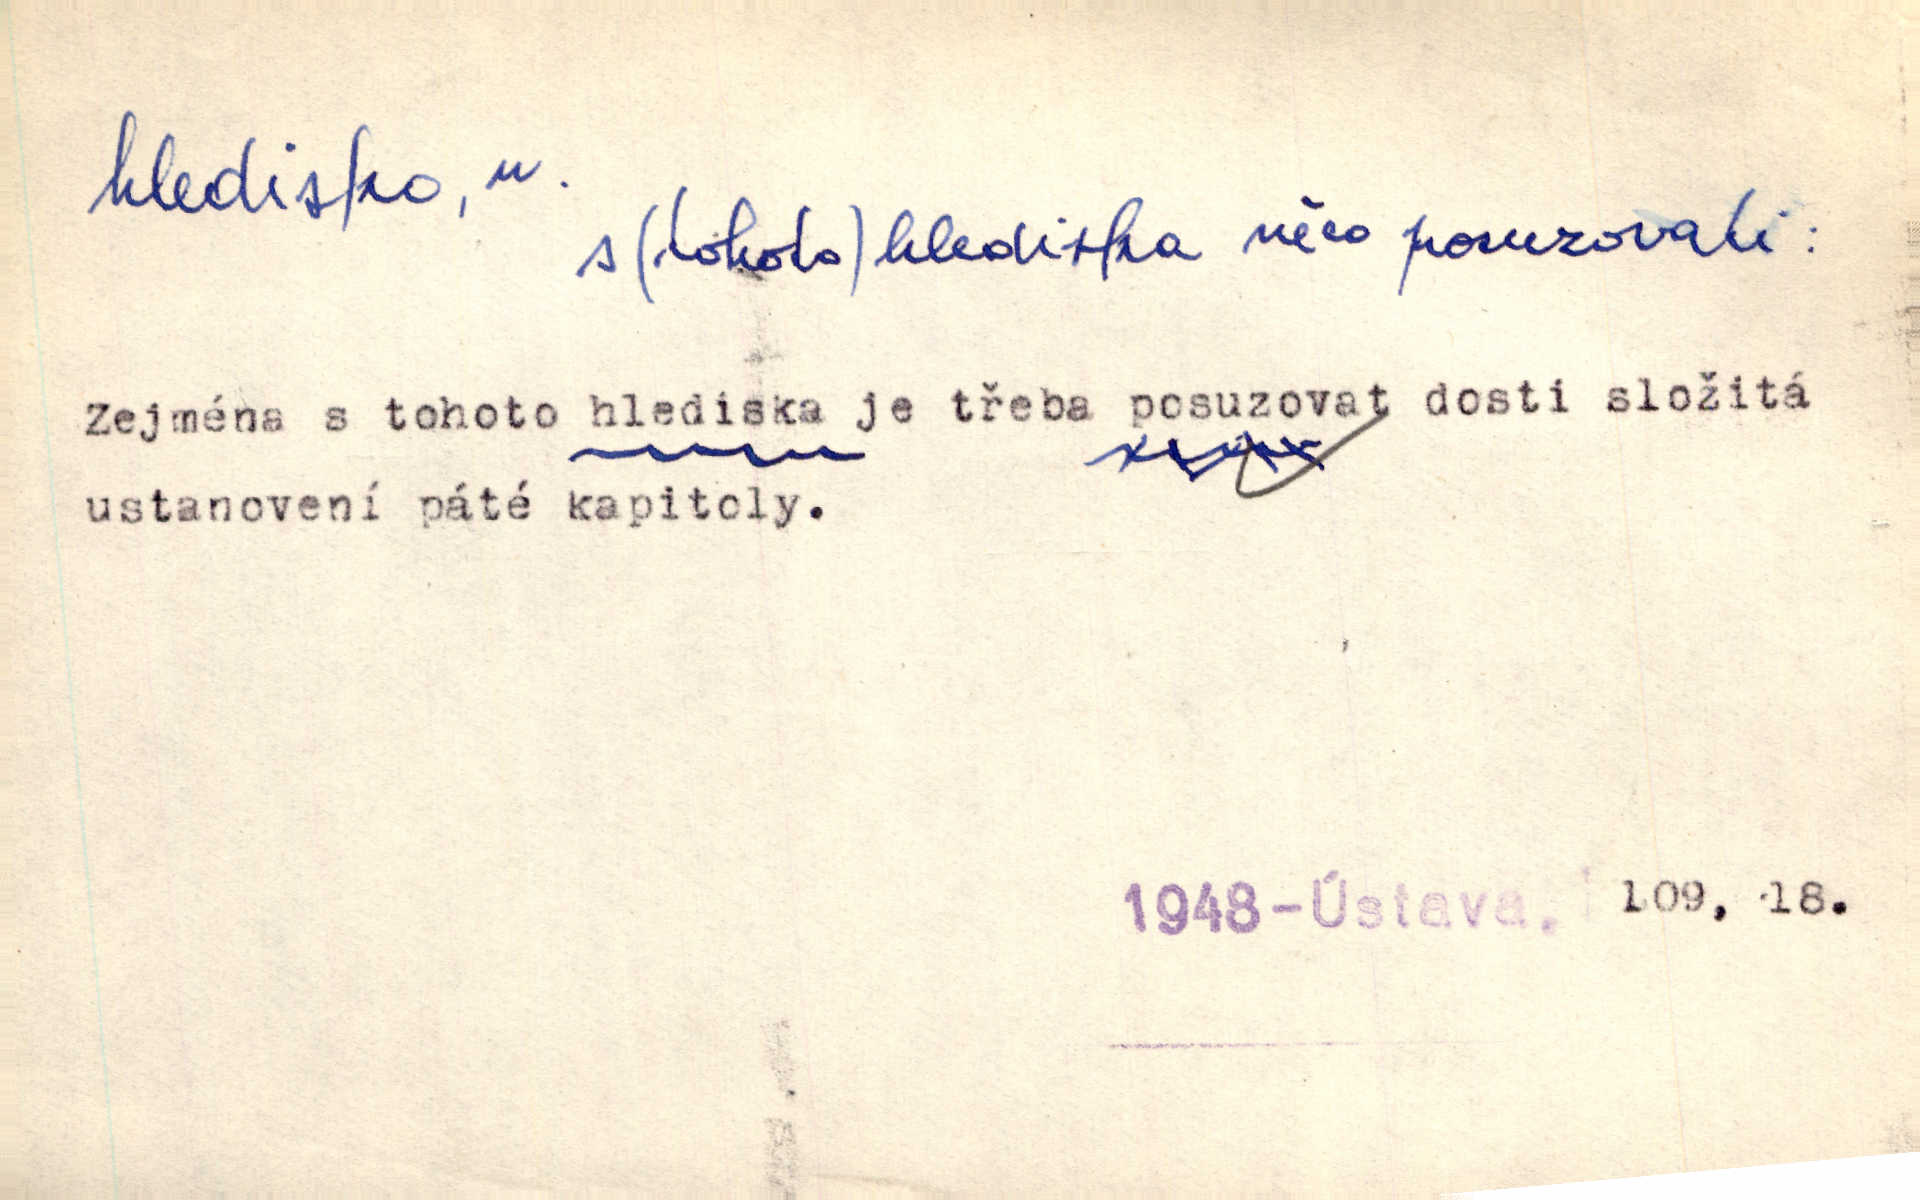 hledisko, n.
s (tohoto) hlediska něco posuzovati:
Zejména s tohoto hlediska je třeba posuzovat dosti složitá
ustanovení páté kapitoly.
1948-Ústava. 109, 18.